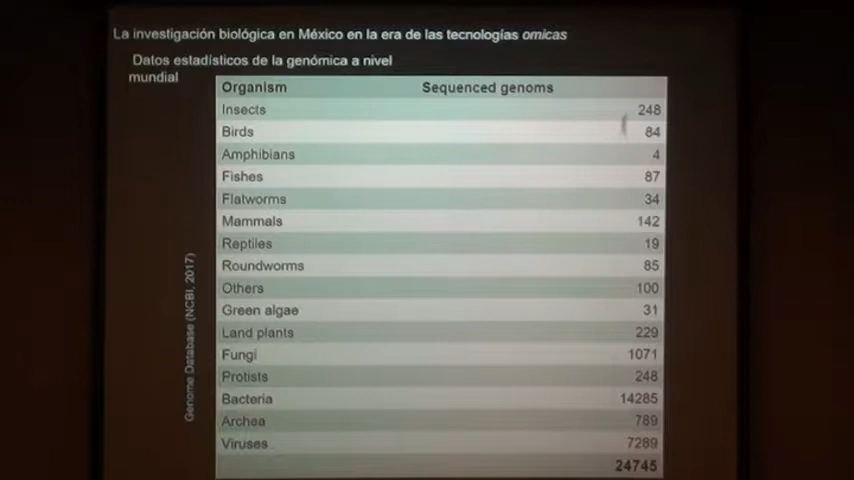 La investigación biológica en México en la era de las tecnologías omicas
Datos estadísticos de la genómica a nivel
mundial
Organism Sequenced genoms
Insects 248
Birds 84
Amphibians 4
Fishes 87
Flatworms 34
Mammals 142
Reptiles 19
Roundworms 85
Others 100
Green algae 31
Land plants 229
Fungi 1071
Protists 248
Bacteria 14285
Archea 789
Viruses 7289
24745
Genome Database (NCBI, 2017)